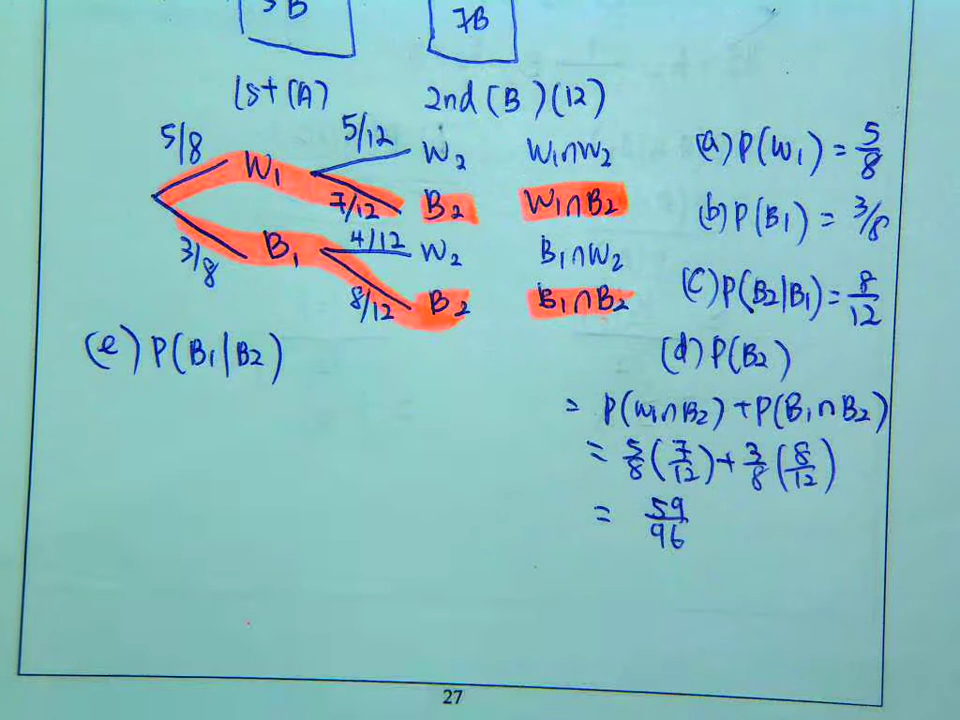 3B
7B
1st (A)
2nd (B) (12)
5/8
W₁
5/12
W₂
W₁∩W₂
7/12
B₂
W₁∩B₂
3/8
B₁
4/12
W₂
B₁∩W₂
8/12
B₂
B₁∩B₂
(a) P(W₁) = 5/8
(b) P(B₁) = 3/8
(c) P(B₂|B₁) = 8/12
(e) P(B₁|B₂)
(d) P(B₂)
= P(W₁∩B₂) + P(B₁∩B₂)
= 5/8 (7/12) + 3/8 (8/12)
= 59/96
27